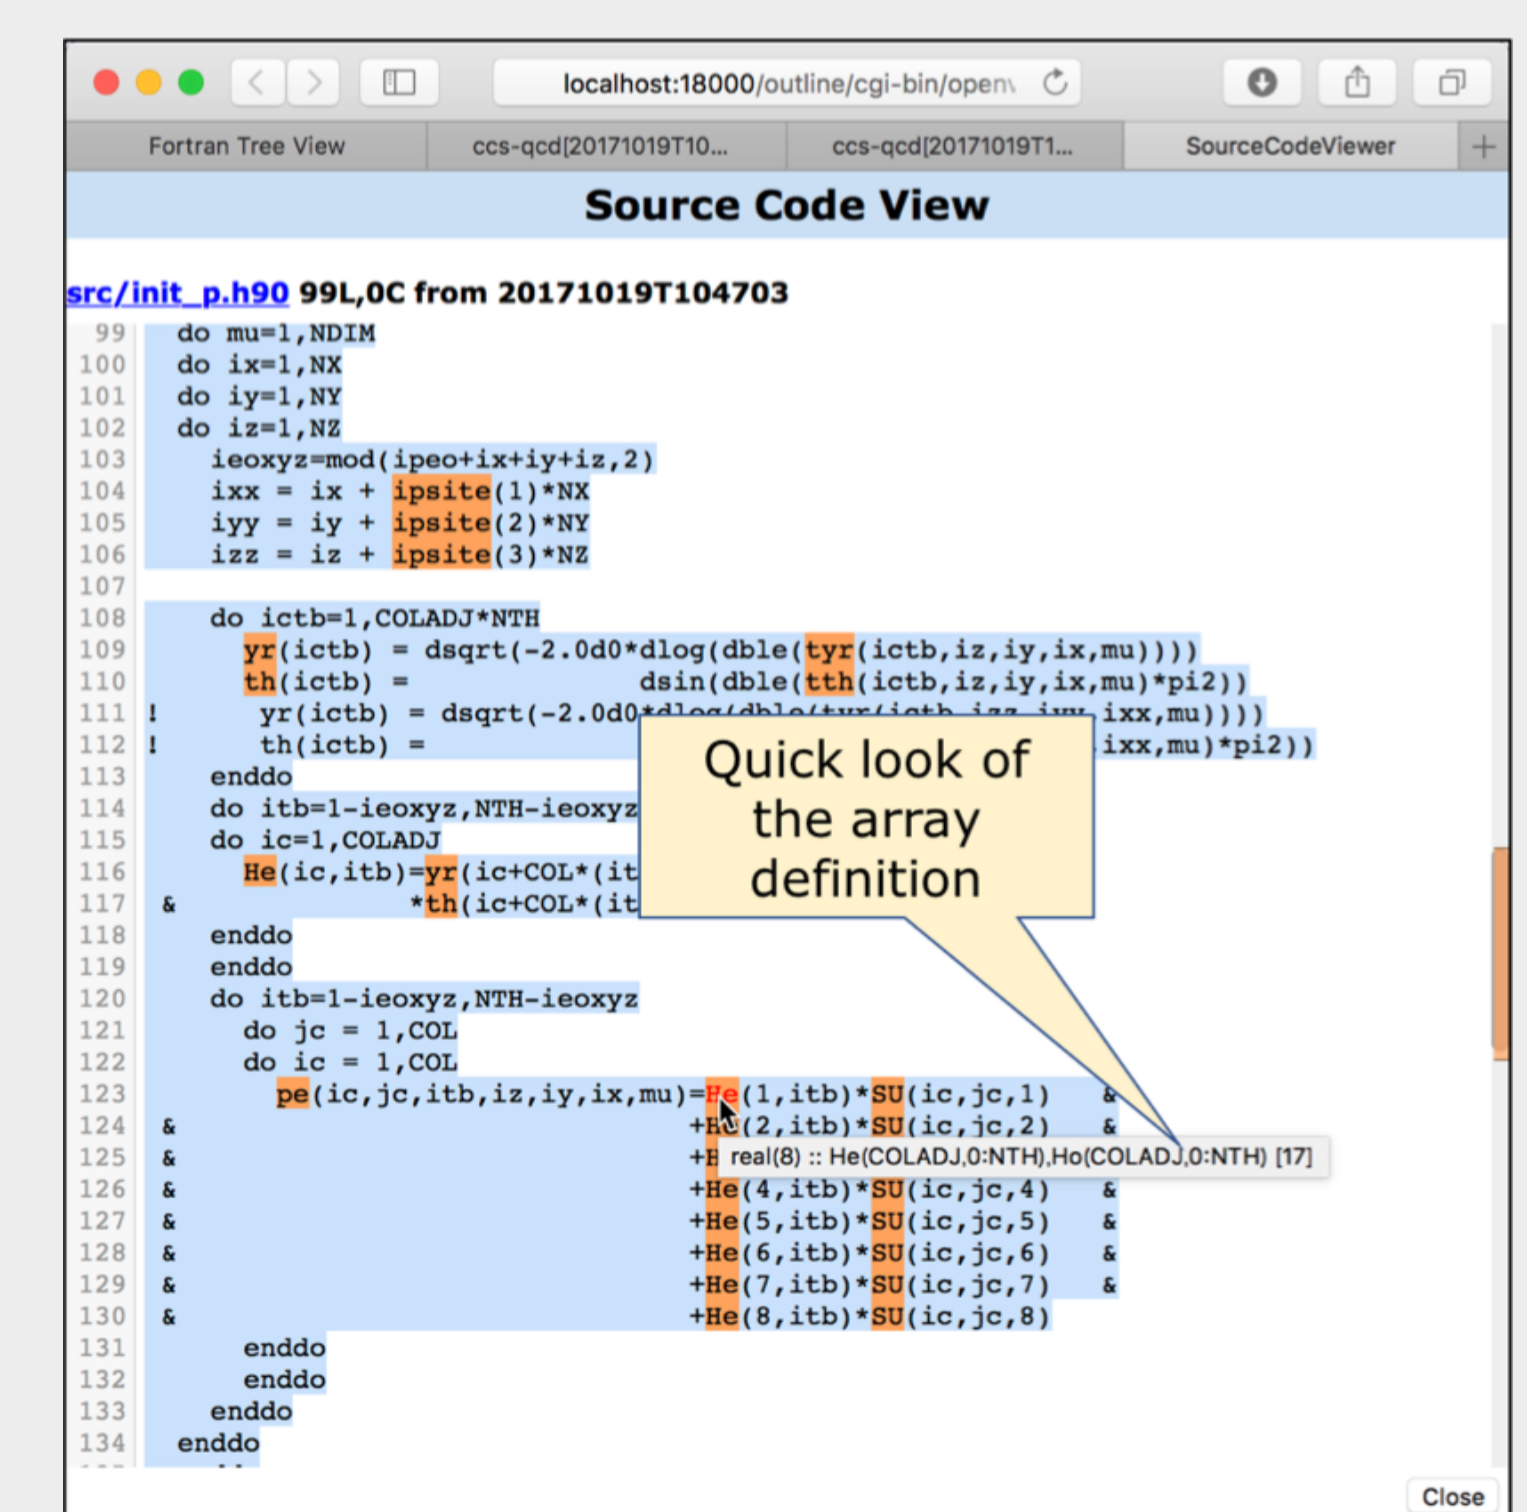 localhost:18000/outline/cgi-bin/openv
Fortran Tree View ccs-qcd[20171019T10... ccs-qcd[20171019T1... SourceCodeViewer +
Source Code View
src/init_p.h90 99L,0C from 20171019T104703
99 do mu=1,NDIM
100 do ix=1,NX
101 do iy=1,NY
102 do iz=1,NZ
103 ieoxyz=mod(ipeo+ix+iy+iz,2)
104 ixx = ix + ipsite(1)*NX
105 iyy = iy + ipsite(2)*NY
106 izz = iz + ipsite(3)*NZ
107
108 do ictb=1,COLADJ*NTH
109 yr(ictb) = dsqrt(-2.0d0*dlog(dble(tyr(ictb,iz,iy,ix,mu))))
110 th(ictb) = dsin(dble(tth(ictb,iz,iy,ix,mu)*pi2))
111 ! yr(ictb) = dsqrt(-2.0d0*dlog(dble(tyr(ictb,izz,iyy,ixx,mu))))
112 ! th(ictb) = ,ixx,mu)*pi2))
113 enddo
114 do itb=1-ieoxyz,NTH-ieoxyz
115 do ic=1,COLADJ
116 He(ic,itb)=yr(ic+COL*(it
117 & *th(ic+COL*(it
118 enddo
119 enddo
120 do itb=1-ieoxyz,NTH-ieoxyz
121 do jc = 1,COL
122 do ic = 1,COL
123 pe(ic,jc,itb,iz,iy,ix,mu)=He(1,itb)*SU(ic,jc,1) &
124 & +He(2,itb)*SU(ic,jc,2) &
125 & +H
126 & +He(4,itb)*SU(ic,jc,4) &
127 & +He(5,itb)*SU(ic,jc,5) &
128 & +He(6,itb)*SU(ic,jc,6) &
129 & +He(7,itb)*SU(ic,jc,7) &
130 & +He(8,itb)*SU(ic,jc,8)
131 enddo
132 enddo
133 enddo
134 enddo
Quick look of
the array
definition
real(8) :: He(COLADJ,0:NTH),Ho(COLADJ,0:NTH) [17]
Close